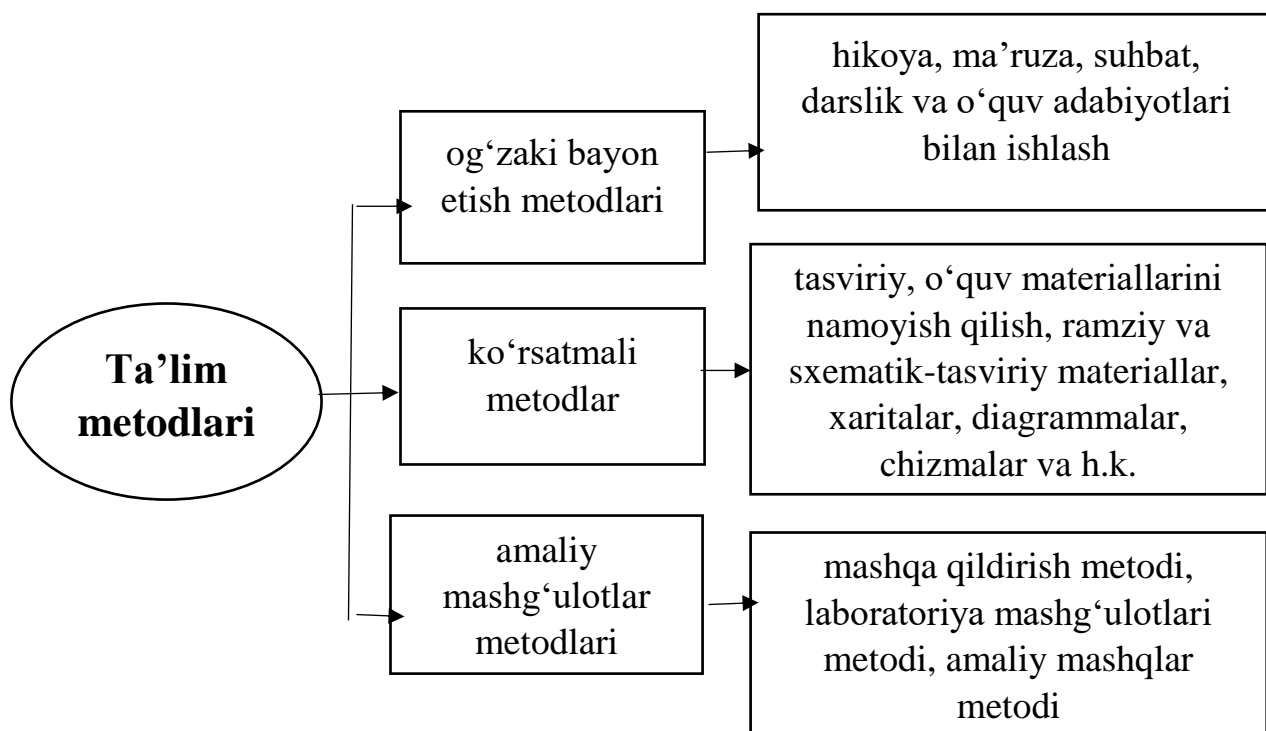 hikoya, ma’ruza, suhbat,
darslik va o‘quv adabiyotlari
bilan ishlash
og‘zaki bayon
etish metodlari
tasviriy, o‘quv materiallarini
namoyish qilish, ramziy va
sxematik-tasviriy materiallar,
xaritalar, diagrammalar,
chizmalar va h.k.
ko‘rsatmali
metodlar
Ta’lim
metodlari
amaliy
mashg‘ulotlar
metodlari
mashqa qildirish metodi,
laboratoriya mashg‘ulotlari
metodi, amaliy mashqlar
metodi